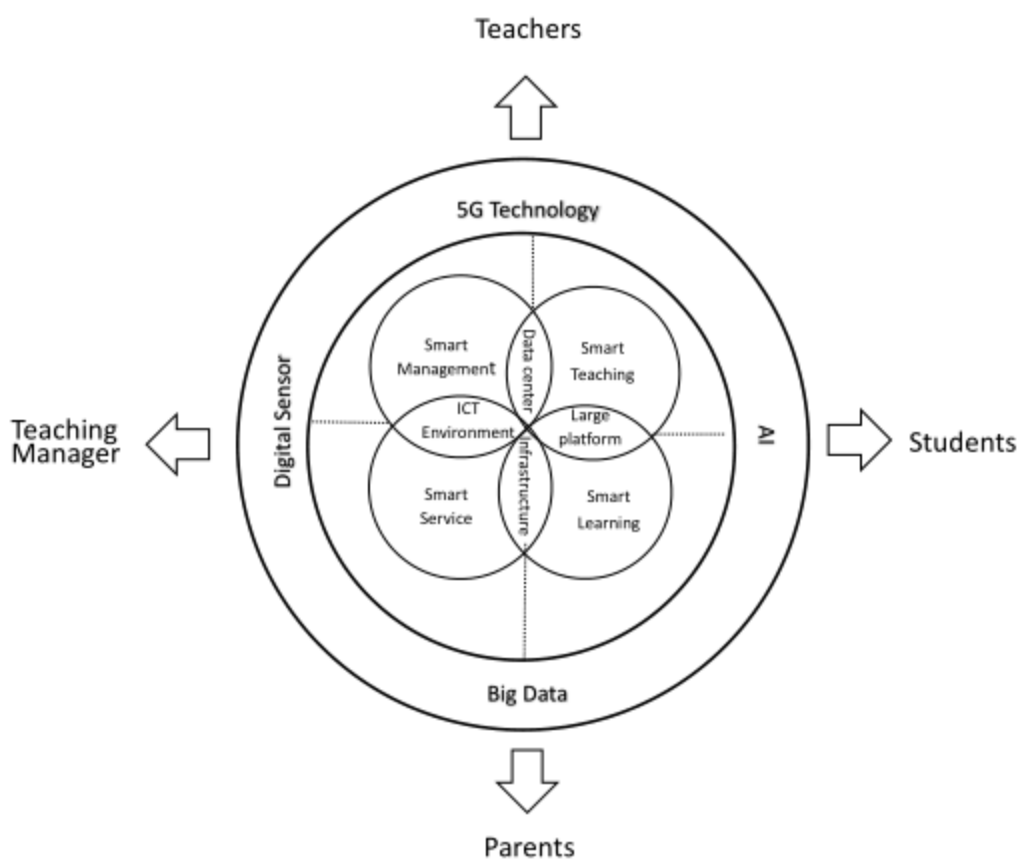 Teachers
5G Technology
Smart
Management
Data center
Smart
Teaching
Digital Sensor
ICT
Environment
Large
platform
AI
Teaching
Manager
Students
Infrastructure
Smart
Service
Smart
Learning
Big Data
Parents